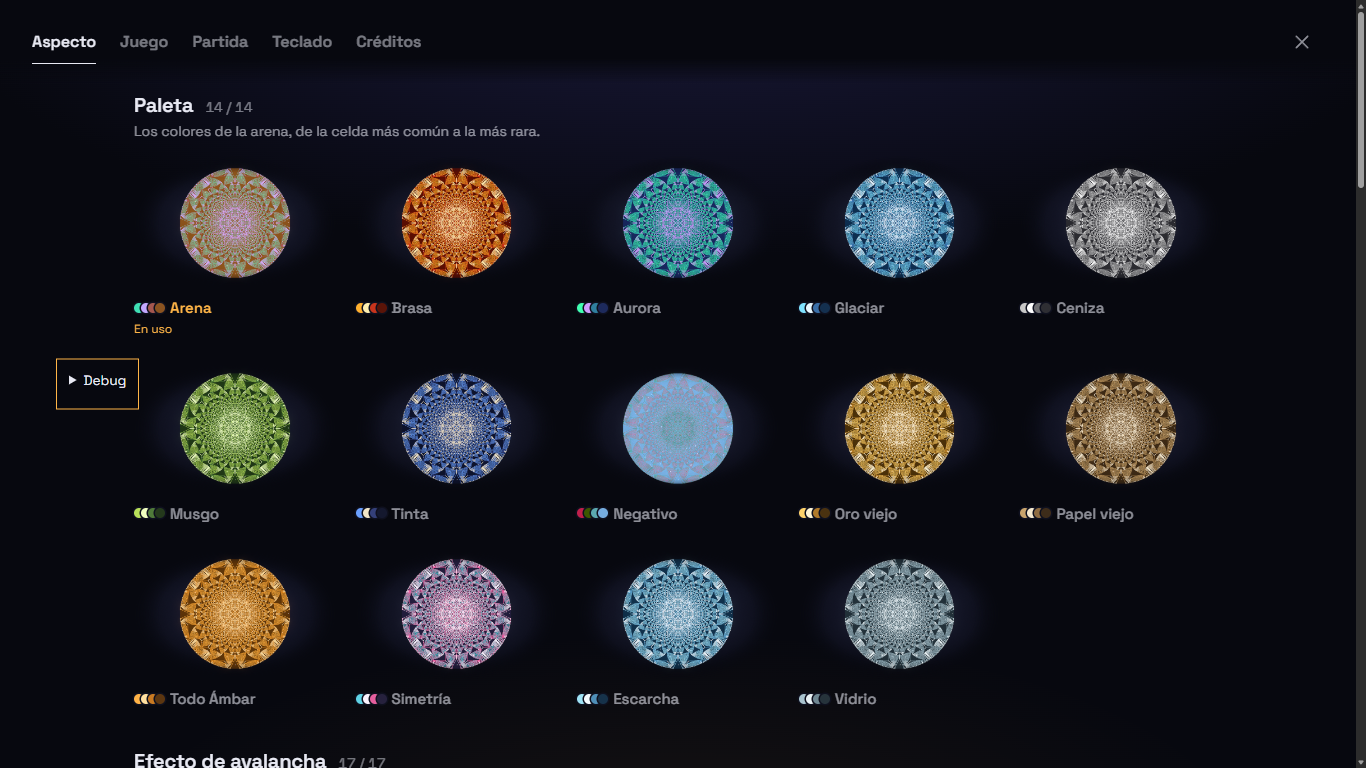 Aspecto Juego Partida Teclado Créditos
Paleta 14 / 14
Los colores de la arena, de la celda más común a la más rara.
Arena Brasa Aurora Glaciar Ceniza
En uso
Debug
Musgo Tinta Negativo Oro viejo Papel viejo
Todo Ámbar Simetría Escarcha Vidrio
Efecto de avalancha 17 / 17